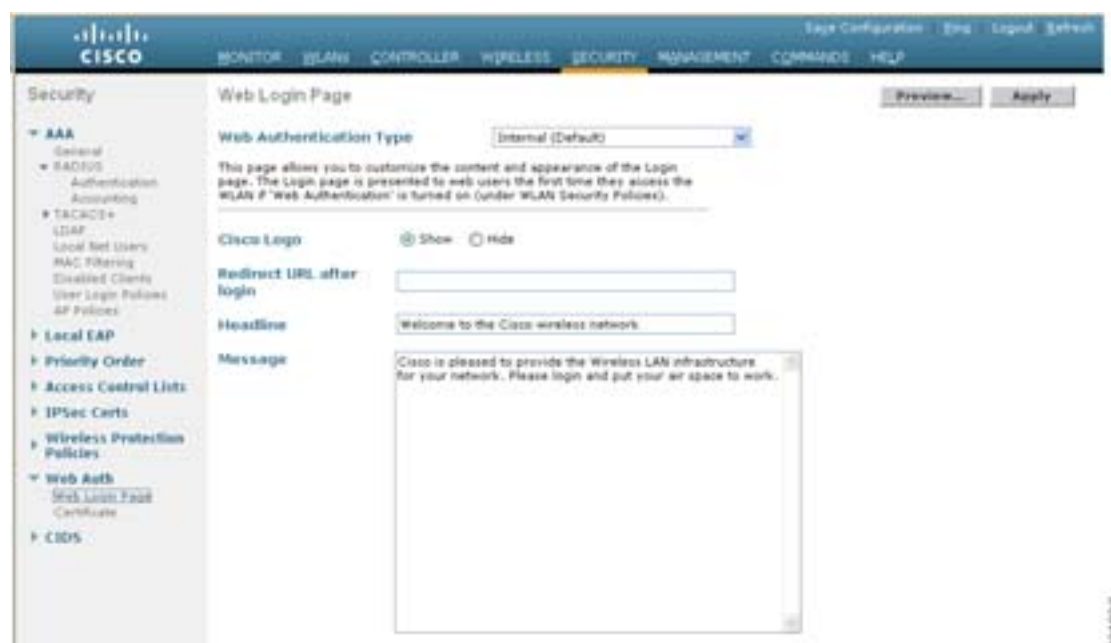 Save Configuration Ping Logout Refresh
CISCO
MONITOR WLANs CONTROLLER WIRELESS SECURITY MANAGEMENT COMMANDS HELP
Security
AAA
General
RADIUS
Authentication
Accounting
TACACS+
LDAP
Local Net Users
MAC Filtering
Disabled Clients
User Login Policies
AP Policies
Local EAP
Priority Order
Access Control Lists
IPSec Certs
Wireless Protection
Policies
Web Auth
Web Login Page
Certificate
CIDS
Web Login Page
Preview...
Apply
Web Authentication Type
Internal (Default)
This page allows you to customize the content and appearance of the Login
page. The Login page is presented to web users the first time they access the
WLAN if 'Web Authentication' is turned on (under WLAN Security Policies).
Cisco Logo
Show Hide
Redirect URL after
login
Headline
Welcome to the Cisco wireless network
Message
Cisco is pleased to provide the Wireless LAN infrastructure
for your network. Please login and put your air space to work.